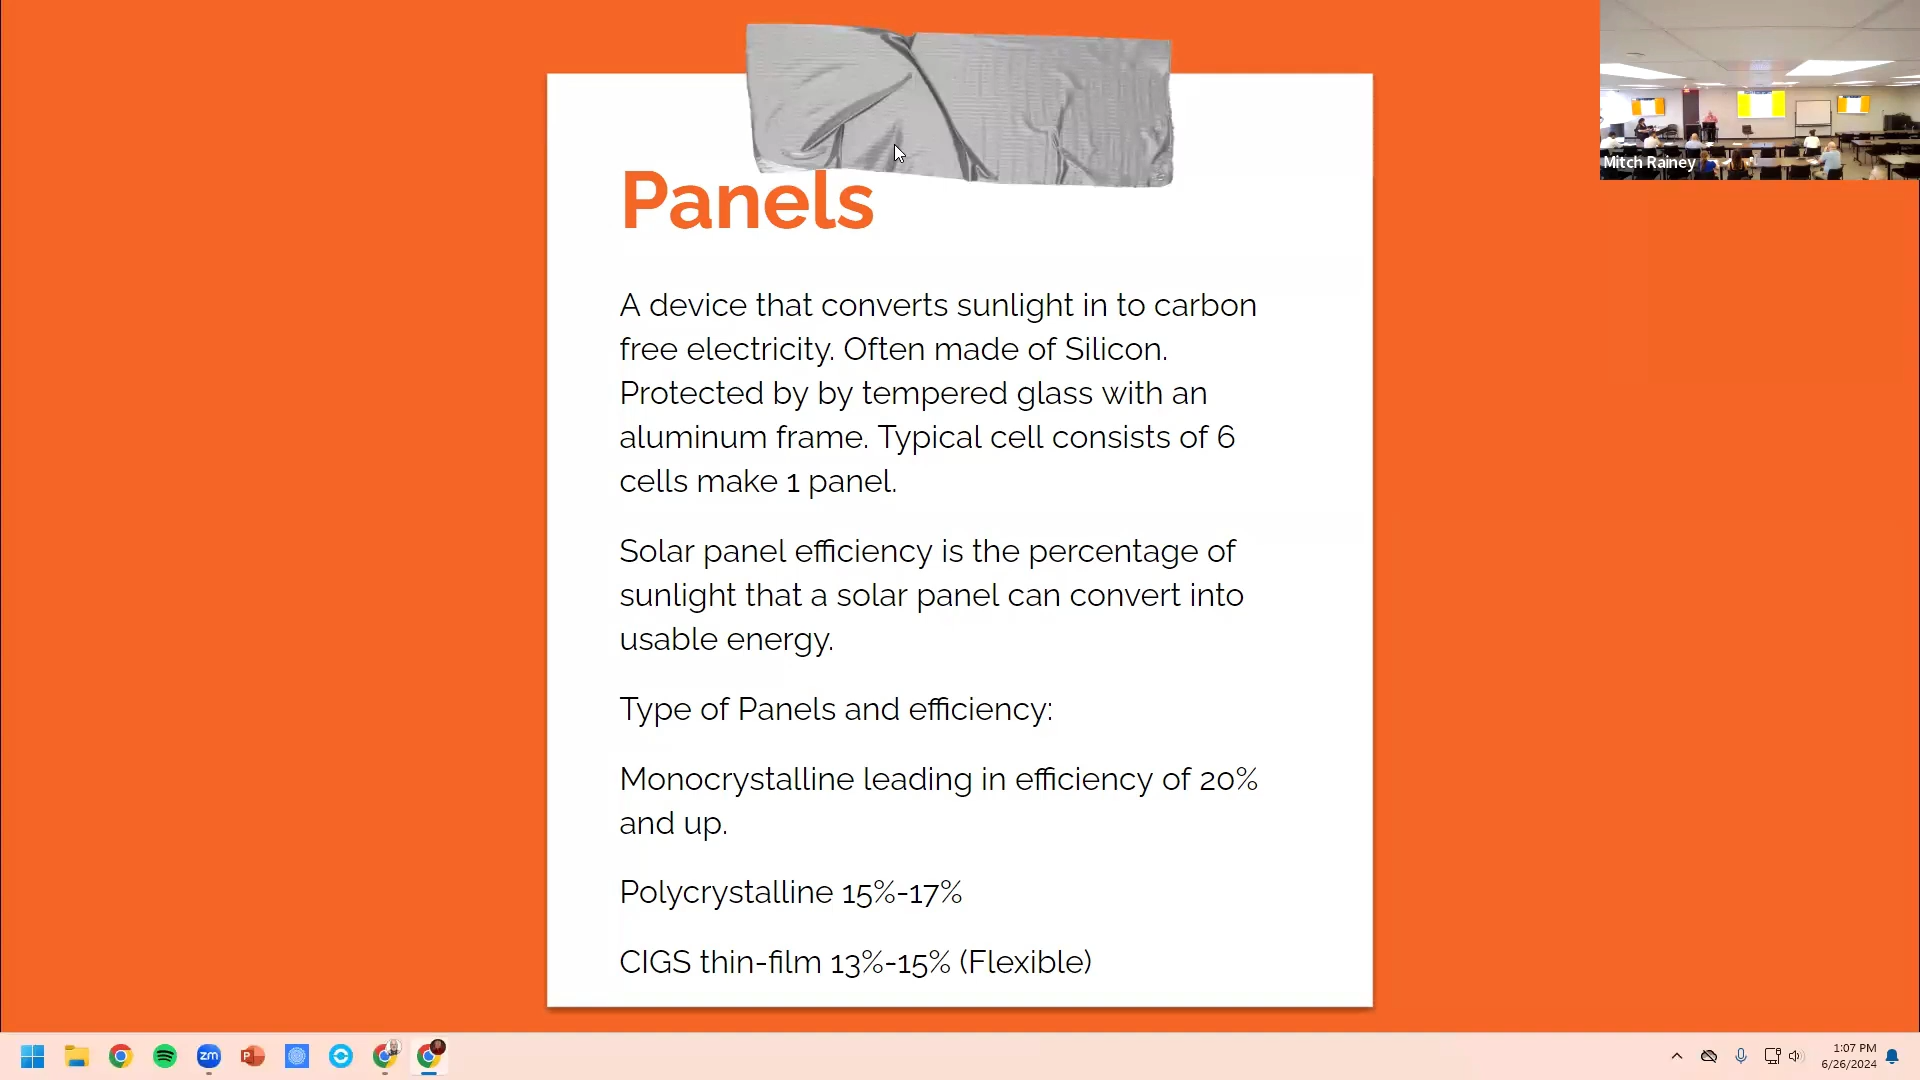 Panels
A device that converts sunlight in to carbon
free electricity. Often made of Silicon.
Protected by by tempered glass with an
aluminum frame. Typical cell consists of 6
cells make 1 panel.
Solar panel efficiency is the percentage of
sunlight that a solar panel can convert into
usable energy.
Type of Panels and efficiency:
Monocrystalline leading in efficiency of 20%
and up.
Polycrystalline 15%-17%
CIGS thin-film 13%-15% (Flexible)
Mitch Rainey
zm
P
1:07 PM
6/26/2024